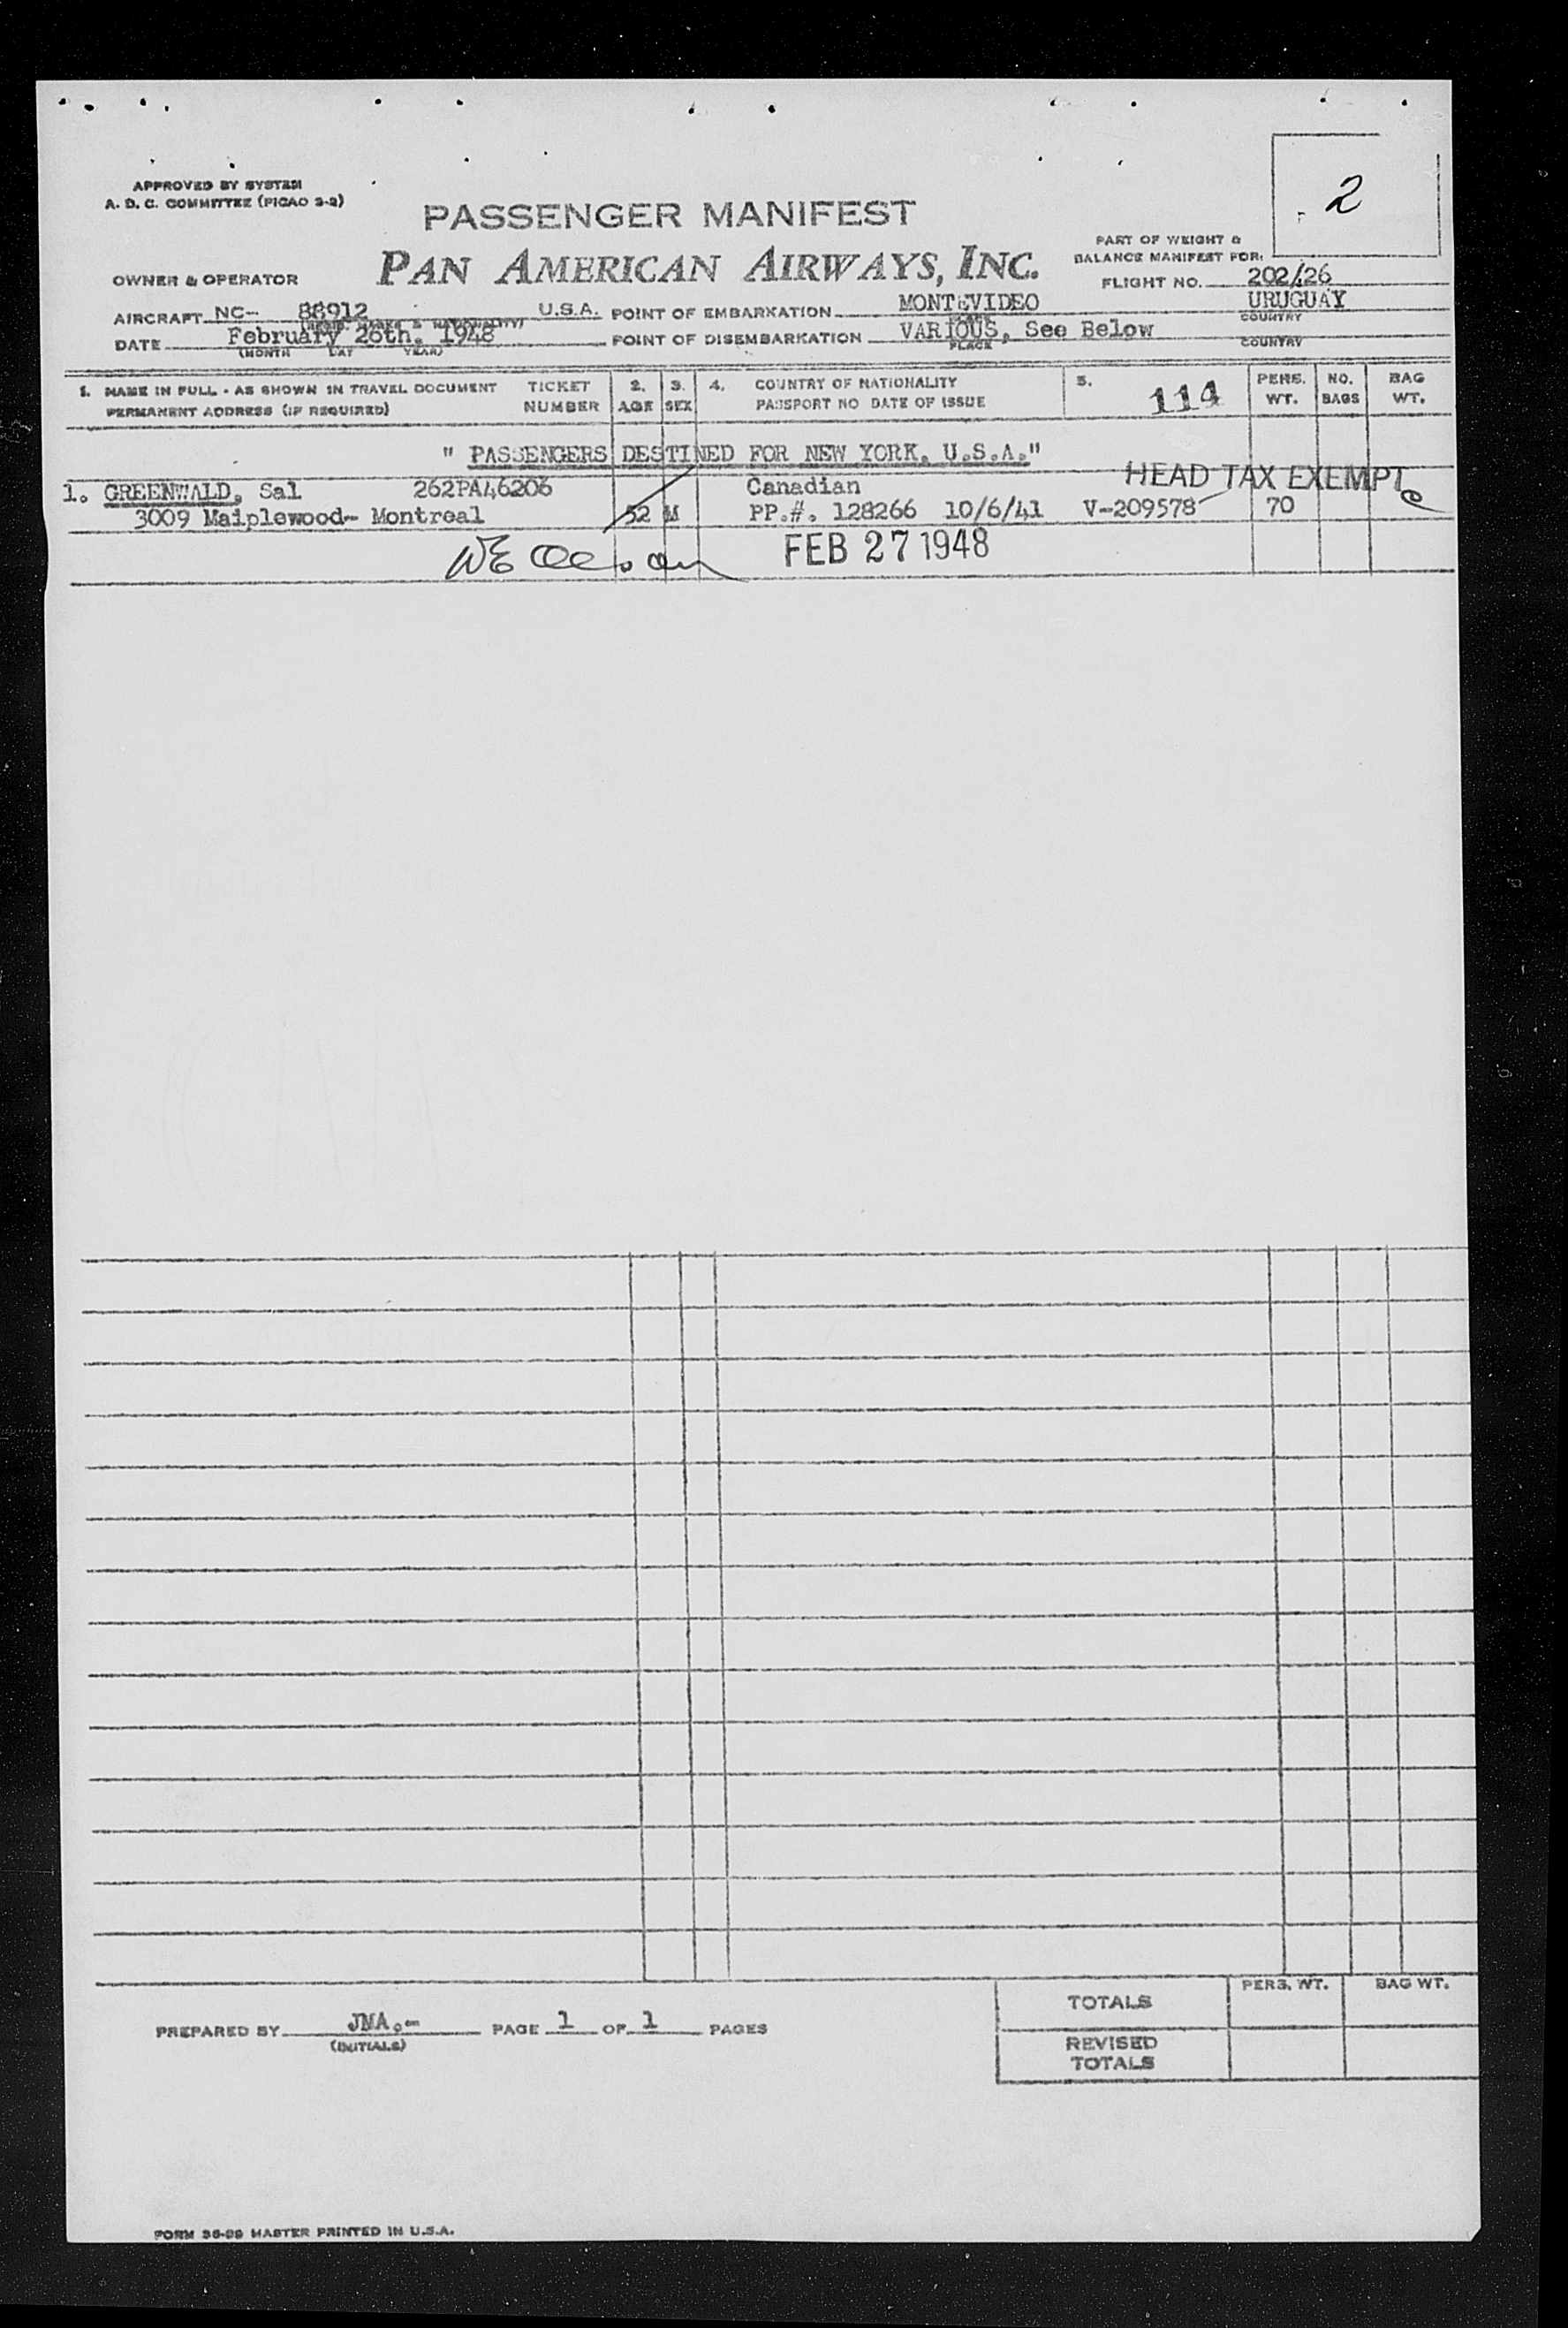 APPROVED BY SYSTEM
A. D. C. COMMITTEE (PICAO 3-2)
2
PASSENGER MANIFEST
PART OF WEIGHT &
BALANCE MANIFEST FOR:
OWNER & OPERATOR
PAN AMERICAN AIRWAYS, INC.
FLIGHT NO. 202/26
AIRCRAFT NC- 88912 U.S.A. POINT OF EMBARKATION MONTEVIDEO URUGUAY
PLACE COUNTRY
DATE February 26th. 1948 POINT OF DISEMBARKATION VARIOUS, See Below
(MONTH DAY YEAR) PLACE COUNTRY
1. NAME IN FULL - AS SHOWN IN TRAVEL DOCUMENT TICKET 2. 3. 4. COUNTRY OF NATIONALITY 5. 114 PERS. NO. BAG
PERMANENT ADDRESS (IF REQUIRED) NUMBER AGE SEX PASSPORT NO DATE OF ISSUE WT. BAGS WT.
" PASSENGERS DESTINED FOR NEW YORK, U.S.A."
HEAD TAX EXEMPT
1. GREENWALD, Sal 262PA46206 Canadian
3009 Maiplewood- Montreal 52 M PP.#. 128266 10/6/41 V-209578 70
FEB 27 1948
TOTALS PERS. WT. BAG WT.
PREPARED BY JMA.- PAGE 1 OF 1 PAGES
(INITIALS)
REVISED
TOTALS
FORM 36-99 MASTER PRINTED IN U.S.A.